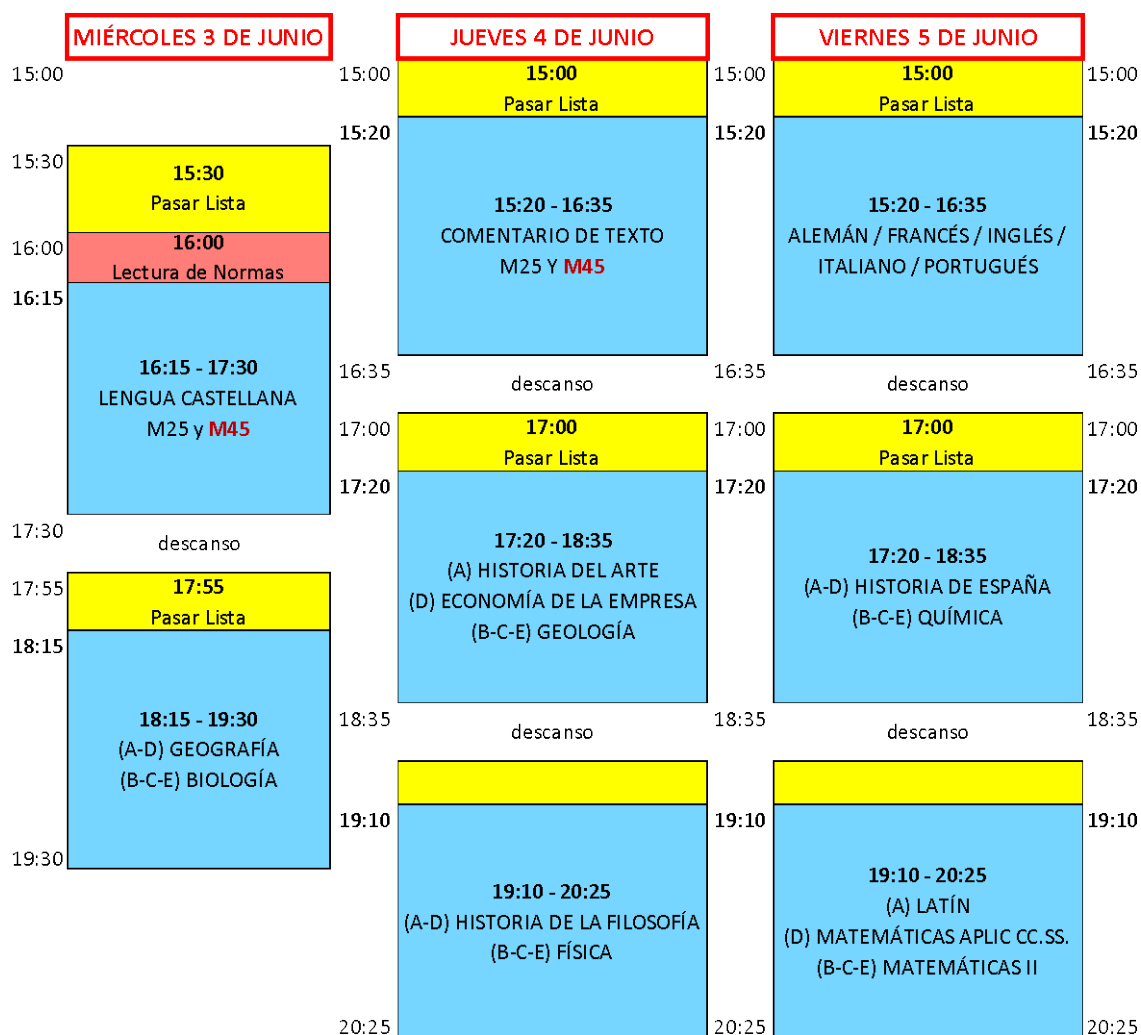 MIÉRCOLES 3 DE JUNIO
15:00
15:30
15:30
Pasar Lista
16:00
16:00
Lectura de Normas
16:15
16:15 - 17:30
LENGUA CASTELLANA
M25 y M45
17:30
descanso
17:55
17:55
Pasar Lista
18:15
18:15 - 19:30
(A-D) GEOGRAFÍA
(B-C-E) BIOLOGÍA
19:30
JUEVES 4 DE JUNIO
15:00
15:00
Pasar Lista
15:20
15:20 - 16:35
COMENTARIO DE TEXTO
M25 Y M45
16:35
descanso
17:00
17:00
Pasar Lista
17:20
17:20 - 18:35
(A) HISTORIA DEL ARTE
(D) ECONOMÍA DE LA EMPRESA
(B-C-E) GEOLOGÍA
18:35
descanso
19:10
19:10 - 20:25
(A-D) HISTORIA DE LA FILOSOFÍA
(B-C-E) FÍSICA
20:25
VIERNES 5 DE JUNIO
15:00
15:00
15:00
Pasar Lista
15:20
15:20
15:20 - 16:35
ALEMÁN / FRANCÉS / INGLÉS /
ITALIANO / PORTUGUÉS
16:35
16:35
descanso
17:00
17:00
17:00
Pasar Lista
17:20
17:20
17:20 - 18:35
(A-D) HISTORIA DE ESPAÑA
(B-C-E) QUÍMICA
18:35
18:35
descanso
19:10
19:10
19:10 - 20:25
(A) LATÍN
(D) MATEMÁTICAS APLIC CC.SS.
(B-C-E) MATEMÁTICAS II
20:25
20:25